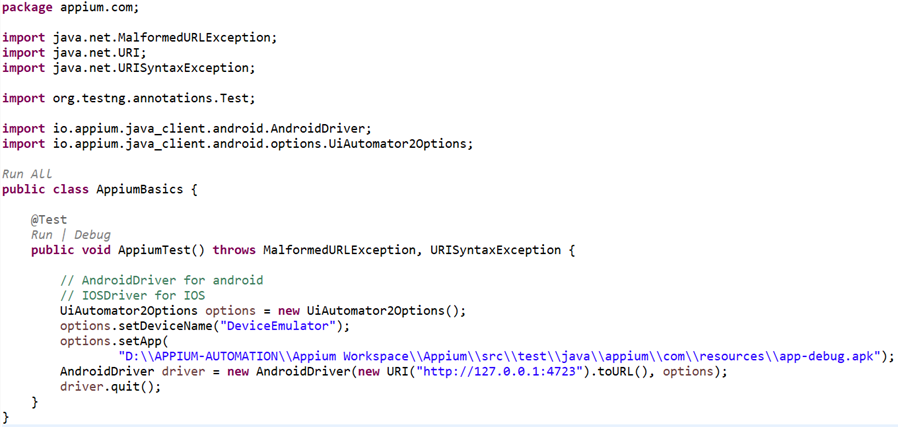 package appium.com;
import java.net.MalformedURLException;
import java.net.URI;
import java.net.URISyntaxException;
import org.testng.annotations.Test;
import io.appium.java_client.android.AndroidDriver;
import io.appium.java_client.android.options.UiAutomator2Options;
Run All
public class AppiumBasics {
@Test
Run | Debug
public void AppiumTest() throws MalformedURLException, URISyntaxException {
// AndroidDriver for android
// IOSDriver for IOS
UiAutomator2Options options = new UiAutomator2Options();
options.setDeviceName("DeviceEmulator");
options.setApp(
"D:\\APPIUM-AUTOMATION\\Appium Workspace\\Appium\\src\\test\\java\\appium\\com\\resources\\app-debug.apk");
AndroidDriver driver = new AndroidDriver(new URI("http://127.0.0.1:4723").toURL(), options);
driver.quit();
}
}